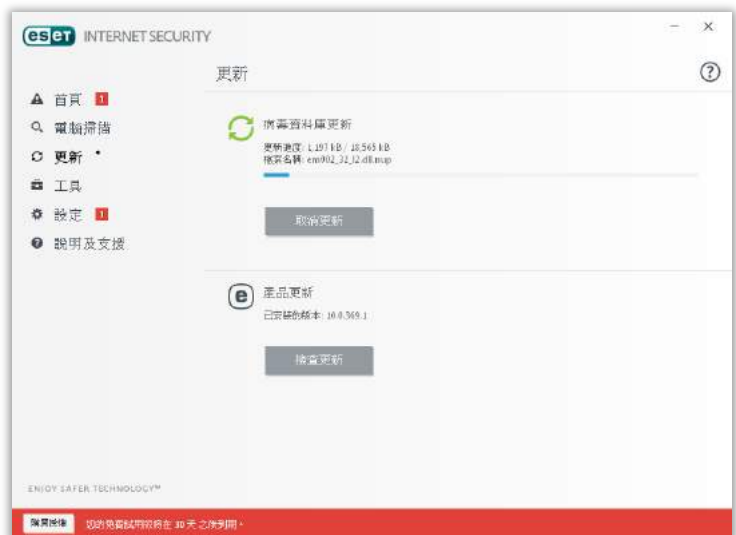 eset INTERNET SECURITY
更新
首頁 1
電腦掃描
更新
工具
設定 1
說明及支援
病毒資料庫更新
更新進度: 1,197 kB / 18,565 kB
檔案名稱: em002_32_l2.dll.nup
取消更新
產品更新
已安裝的版本: 10.0.369.1
檢查更新
ENJOY SAFER TECHNOLOGY™
購買授權 您的免費試用版將在 30 天之後到期。